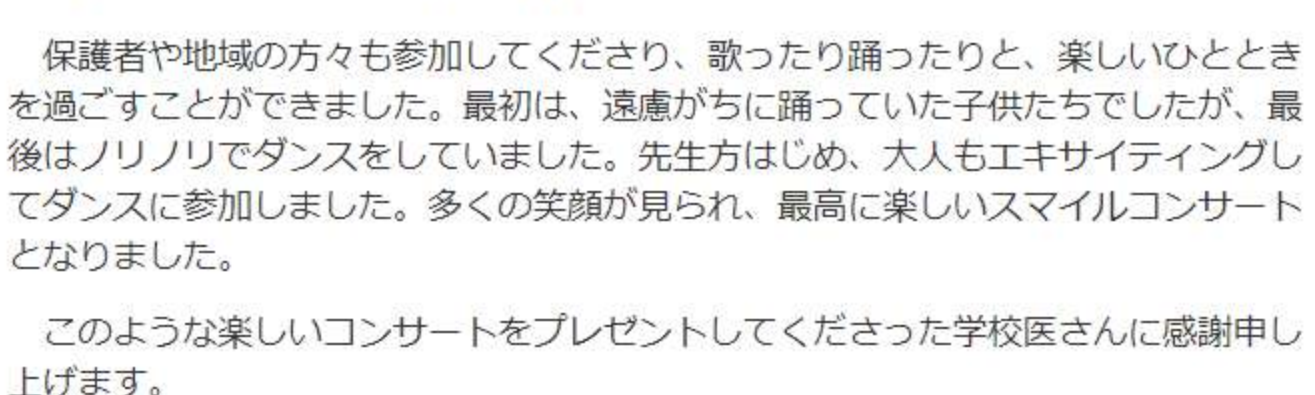 保護者や地域の方々も参加してくださり、歌ったり踊ったりと、楽しいひととき
を過ごすことができました。最初は、遠慮がちに踊っていた子供たちでしたが、最
後はノリノリでダンスをしていました。先生方はじめ、大人もエキサイティングし
てダンスに参加しました。多くの笑顔が見られ、最高に楽しいスマイルコンサート
となりました。
　このような楽しいコンサートをプレゼントしてくださった学校医さんに感謝申し
上げます。